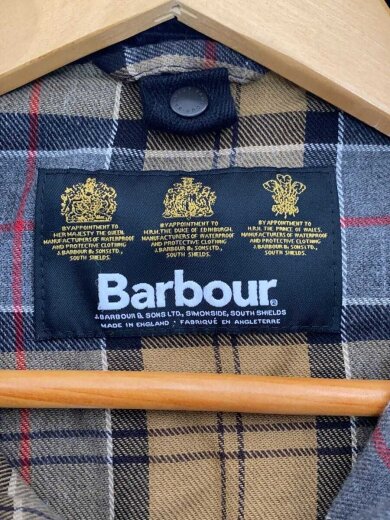 BY APPOINTMENT TO
HER MAJESTY THE QUEEN.
MANUFACTURERS OF WATERPROOF
AND PROTECTIVE CLOTHING
J.BARBOUR & SONS LTD.,
SOUTH SHIELDS.
BY APPOINTMENT TO
H.R.H. THE DUKE OF EDINBURGH.
MANUFACTURERS OF WATERPROOF
AND PROTECTIVE CLOTHING
J.BARBOUR & SONS LTD.,
SOUTH SHIELDS.
BY APPOINTMENT TO
H.R.H. THE PRINCE OF WALES.
MANUFACTURERS OF WATERPROOF
AND PROTECTIVE CLOTHING
J.BARBOUR & SONS LTD.,
SOUTH SHIELDS.
Barbour®
J.BARBOUR & SONS LTD., SIMONSIDE, SOUTH SHIELDS
MADE IN ENGLAND · FABRIQUÉ EN ANGLETERRE